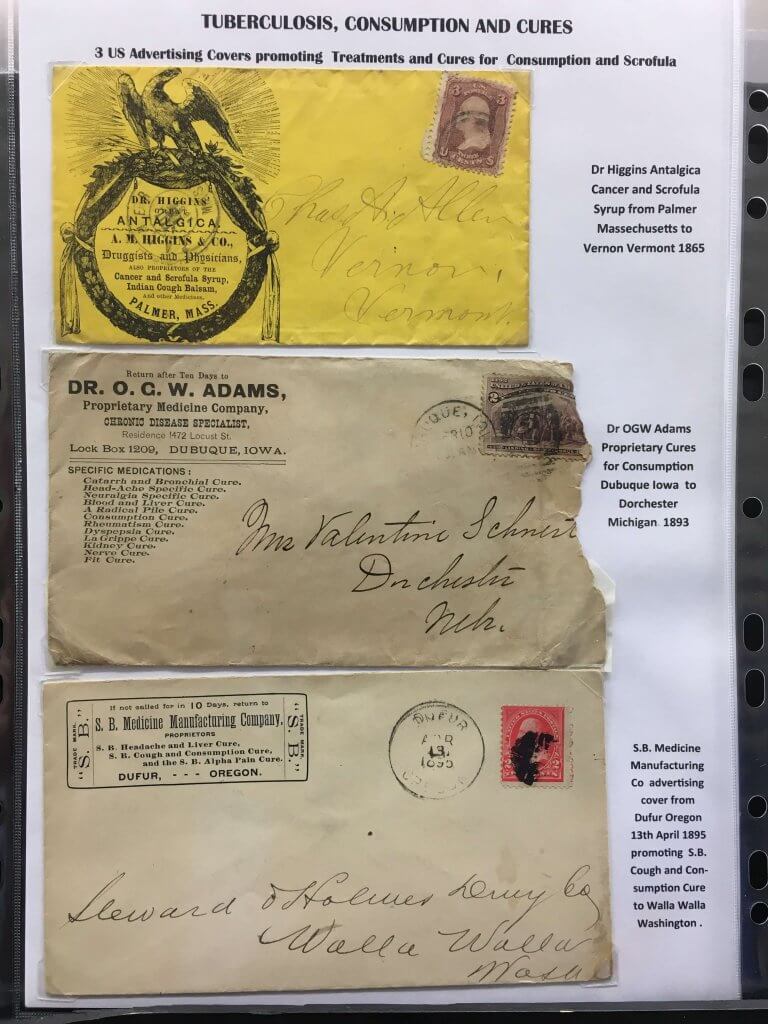 TUBERCULOSIS, CONSUMPTION AND CURES
3 US Advertising Covers promoting Treatments and Cures for Consumption and Scrofula
DR. HIGGINS'
GREAT
ANTALGICA.
A. M. HIGGINS & CO.,
Druggists and Physicians,
ALSO PROPRIETORS OF THE
Cancer and Scrofula Syrup,
Indian Cough Balsam,
And other Medicines.
PALMER, MASS.
3 3
U CENTS S
Chas. A. Allen
Vernon,
Vermont.
Dr Higgins Antalgica
Cancer and Scrofula
Syrup from Palmer
Massechusetts to
Vernon Vermont 1865
Return after Ten Days to
DR. O. G. W. ADAMS,
Proprietary Medicine Company,
CHRONIC DISEASE SPECIALIST,
Residence 1472 Locust St.
Lock Box 1209, DUBUQUE, IOWA.
SPECIFIC MEDICATIONS:
Catarrh and Bronchial Cure.
Head-Ache Specific Cure.
Neuralgia Specific Cure.
Blood and Liver Cure.
A Radical Pile Cure.
Consumption Cure.
Rheumatism Cure.
Dyspepsia Cure.
La Grippe Cure.
Kidney Cure.
Nerve Cure.
Fit Cure.
UNITED STATES
2
Valentine
Dorchester
Neb.
Dr OGW Adams
Proprietary Cures
for Consumption
Dubuque Iowa to
Dorchester
Michigan 1893
If not called for in 10 Days, return to
TRADE MARK. "S. B."
S. B. Medicine Manufacturing Company,
PROPRIETORS
S. B. Headache and Liver Cure,
S. B. Cough and Consumption Cure,
and the S. B. Alpha Pain Cure.
DUFUR, - - - OREGON.
"S. B." TRADE MARK.
DUFUR
APR
13
1895
OREGON
Steward & Holmes Drug Co
Walla Walla
Wash
S.B. Medicine
Manufacturing
Co advertising
cover from
Dufur Oregon
13th April 1895
promoting S.B.
Cough and Con-
sumption Cure
to Walla Walla
Washington .